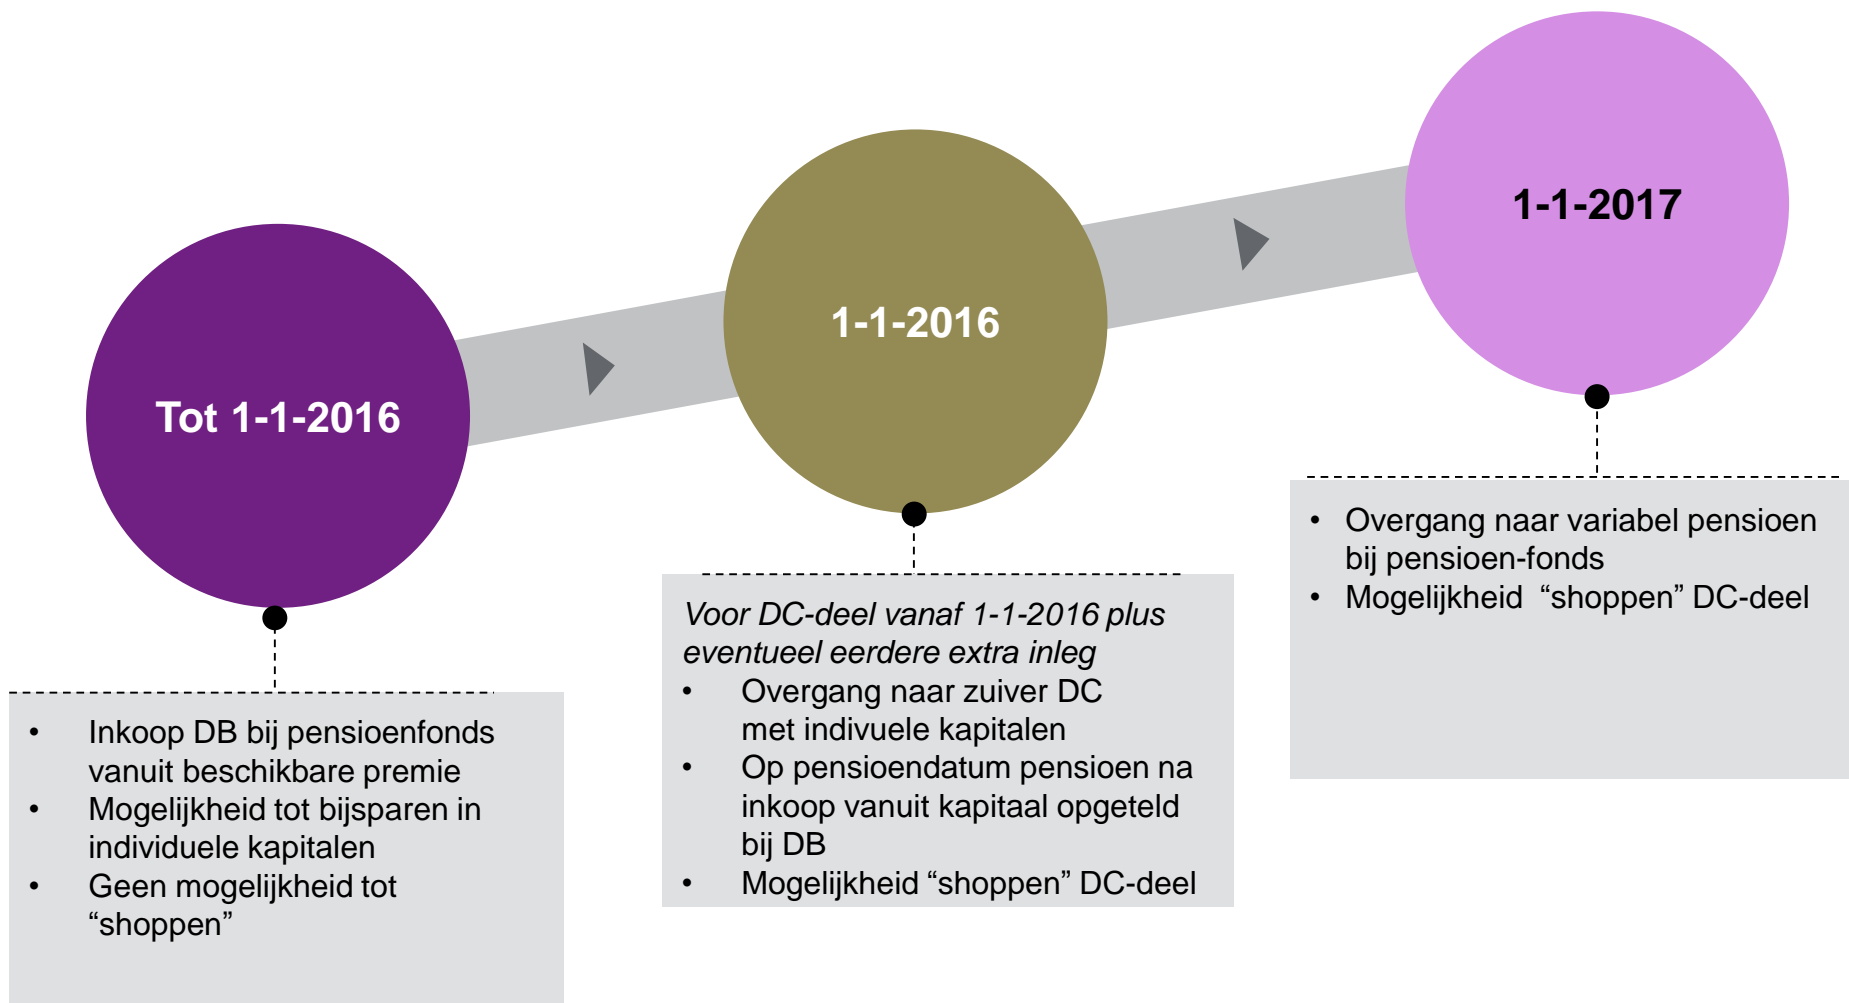 Tot 1-1-2016
• Inkoop DB bij pensioenfonds
vanuit beschikbare premie
• Mogelijkheid tot bijsparen in
individuele kapitalen
• Geen mogelijkheid tot
“shoppen”
1-1-2016
Voor DC-deel vanaf 1-1-2016 plus
eventueel eerdere extra inleg
• Overgang naar zuiver DC
met indivuele kapitalen
• Op pensioendatum pensioen na
inkoop vanuit kapitaal opgeteld
bij DB
• Mogelijkheid “shoppen” DC-deel
1-1-2017
• Overgang naar variabel pensioen
bij pensioen-fonds
• Mogelijkheid “shoppen” DC-deel